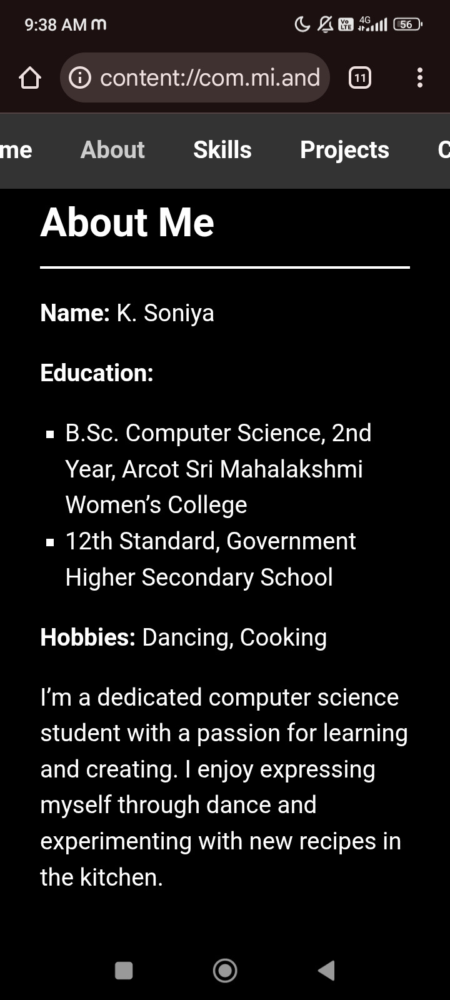 9:38 AM m
Vo LTE 4G 56
content://com.mi.and 11
me About Skills Projects C
About Me
Name: K. Soniya
Education:
▪ B.Sc. Computer Science, 2nd
Year, Arcot Sri Mahalakshmi
Women’s College
▪ 12th Standard, Government
Higher Secondary School
Hobbies: Dancing, Cooking
I’m a dedicated computer science
student with a passion for learning
and creating. I enjoy expressing
myself through dance and
experimenting with new recipes in
the kitchen.